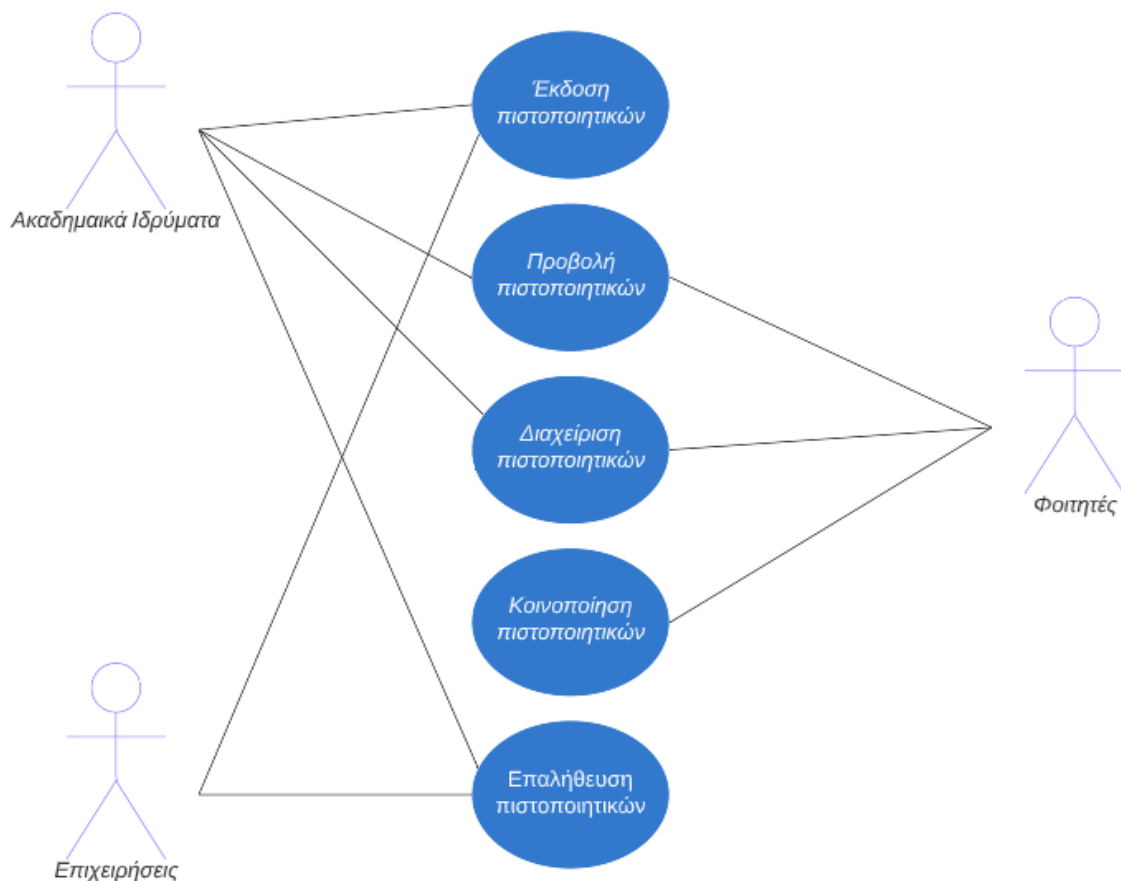 Έκδοση
πιστοποιητικών
Ακαδημαικά Ιδρύματα
Προβολή
πιστοποιητικών
Διαχείριση
πιστοποιητικών
Φοιτητές
Κοινοποίηση
πιστοποιητικών
Επαλήθευση
πιστοποιητικών
Επιχειρήσεις